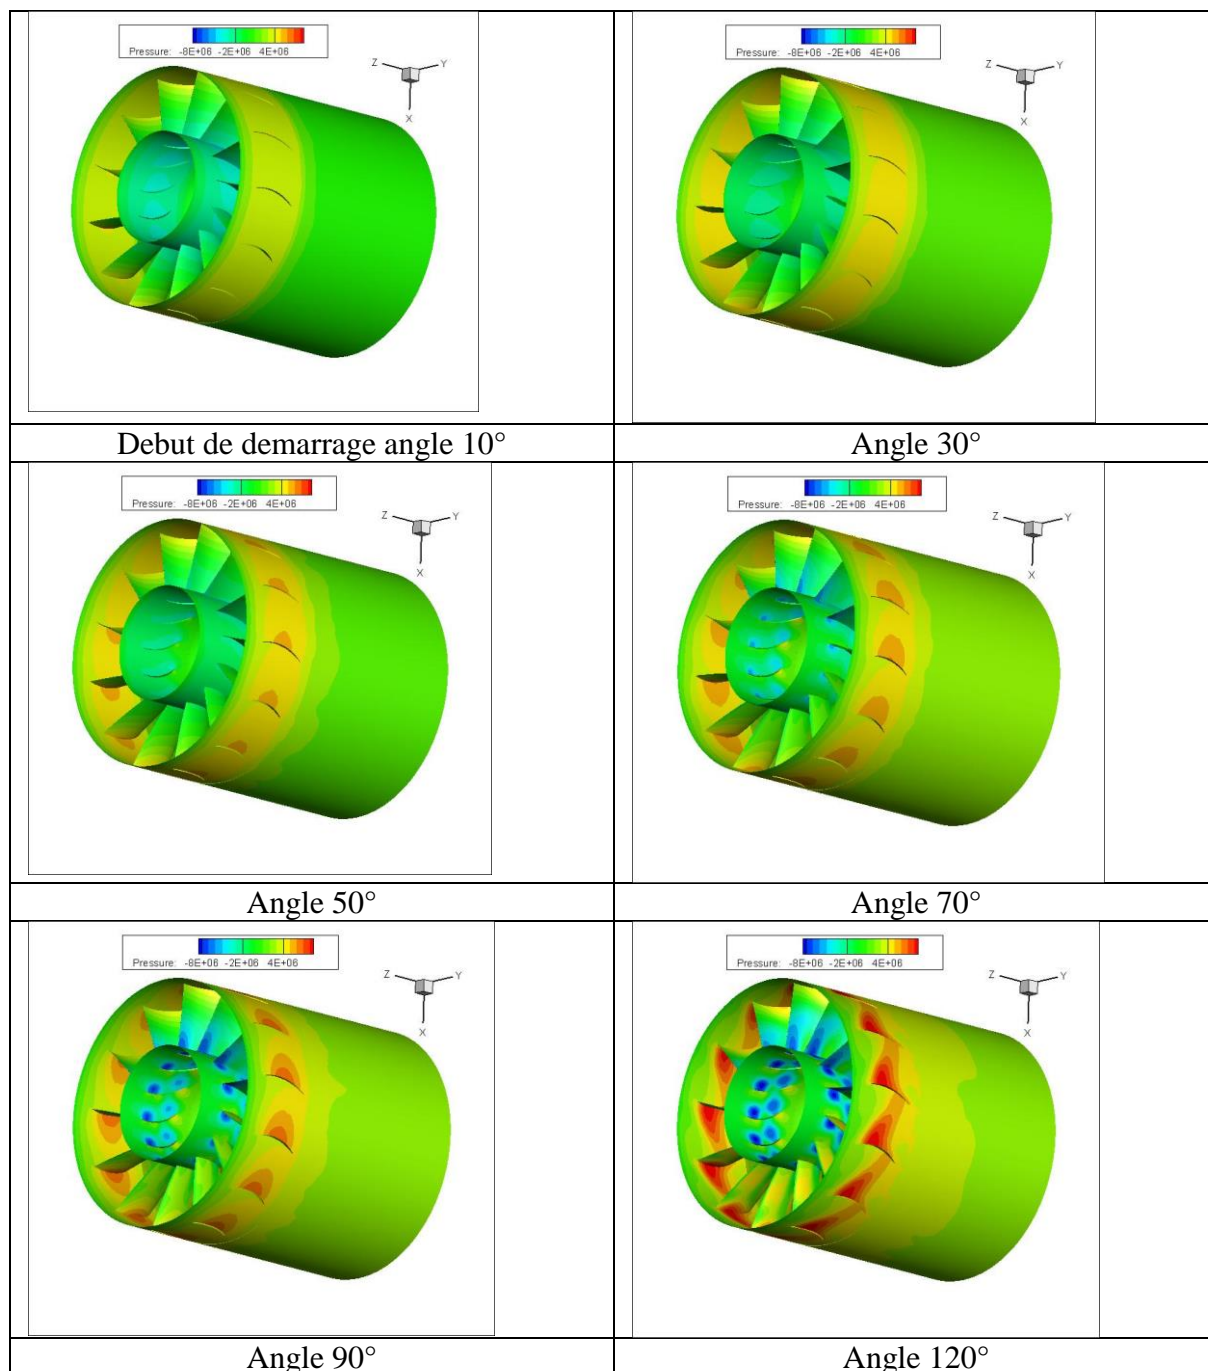 Pressure: -8E+06 -2E+06 4E+06
Z Y
X
Pressure: -8E+06 -2E+06 4E+06
Z Y
X
Debut de demarrage angle 10° Angle 30°
Pressure: -8E+06 -2E+06 4E+06
Z Y
X
Pressure: -8E+06 -2E+06 4E+06
Z Y
X
Angle 50° Angle 70°
Pressure: -8E+06 -2E+06 4E+06
Z Y
X
Pressure: -8E+06 -2E+06 4E+06
Z Y
X
Angle 90° Angle 120°